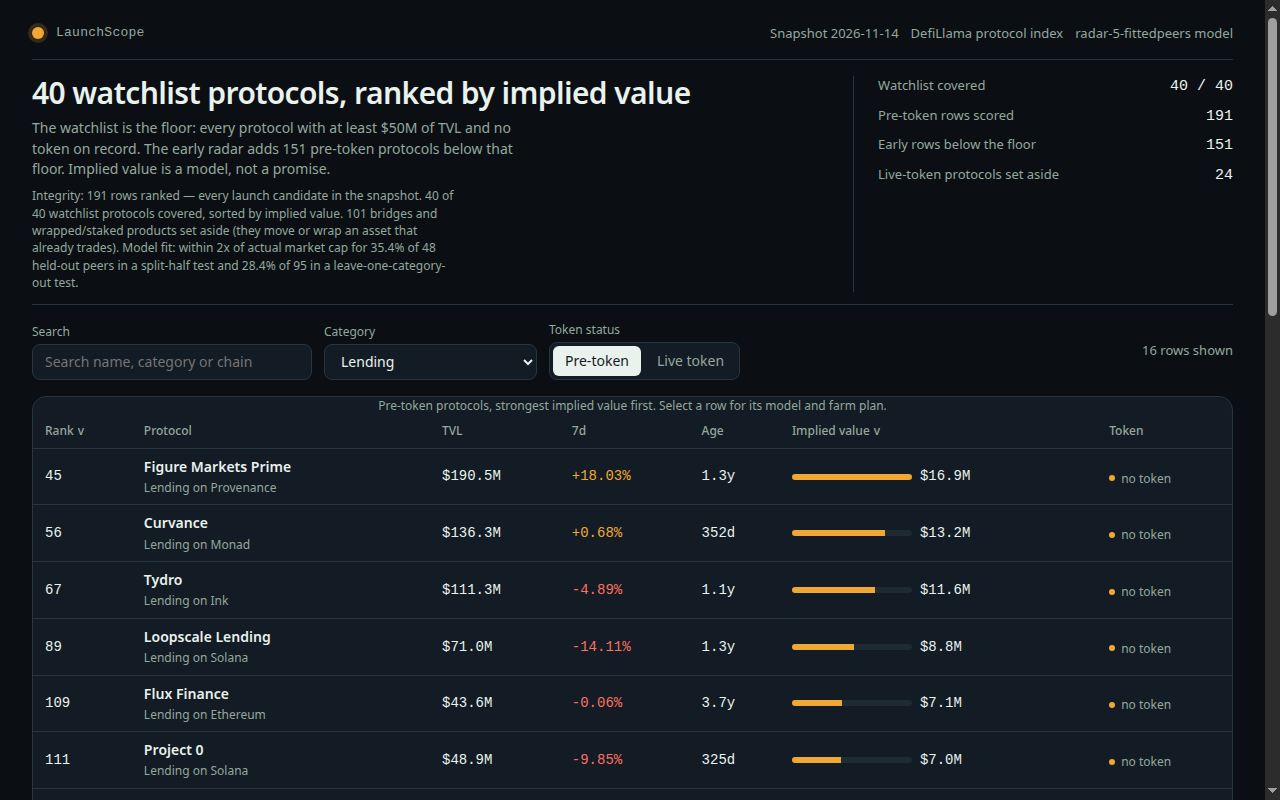 LaunchScope
Snapshot 2026-11-14 DefiLlama protocol index radar-5-fittedpeers model
40 watchlist protocols, ranked by implied value
The watchlist is the floor: every protocol with at least $50M of TVL and no
token on record. The early radar adds 151 pre-token protocols below that
floor. Implied value is a model, not a promise.
Integrity: 191 rows ranked — every launch candidate in the snapshot. 40 of
40 watchlist protocols covered, sorted by implied value. 101 bridges and
wrapped/staked products set aside (they move or wrap an asset that
already trades). Model fit: within 2x of actual market cap for 35.4% of 48
held-out peers in a split-half test and 28.4% of 95 in a leave-one-category-
out test.
Watchlist covered 40 / 40
Pre-token rows scored 191
Early rows below the floor 151
Live-token protocols set aside 24
Search Category Token status
Search name, category or chain Lending Pre-token Live token
16 rows shown
Pre-token protocols, strongest implied value first. Select a row for its model and farm plan.
Rank v Protocol TVL 7d Age Implied value v Token
45 Figure Markets Prime $190.5M +18.03% 1.3y $16.9M no token
Lending on Provenance
56 Curvance $136.3M +0.68% 352d $13.2M no token
Lending on Monad
67 Tydro $111.3M -4.89% 1.1y $11.6M no token
Lending on Ink
89 Loopscale Lending $71.0M -14.11% 1.3y $8.8M no token
Lending on Solana
109 Flux Finance $43.6M -0.06% 3.7y $7.1M no token
Lending on Ethereum
111 Project 0 $48.9M -9.85% 325d $7.0M no token
Lending on Solana